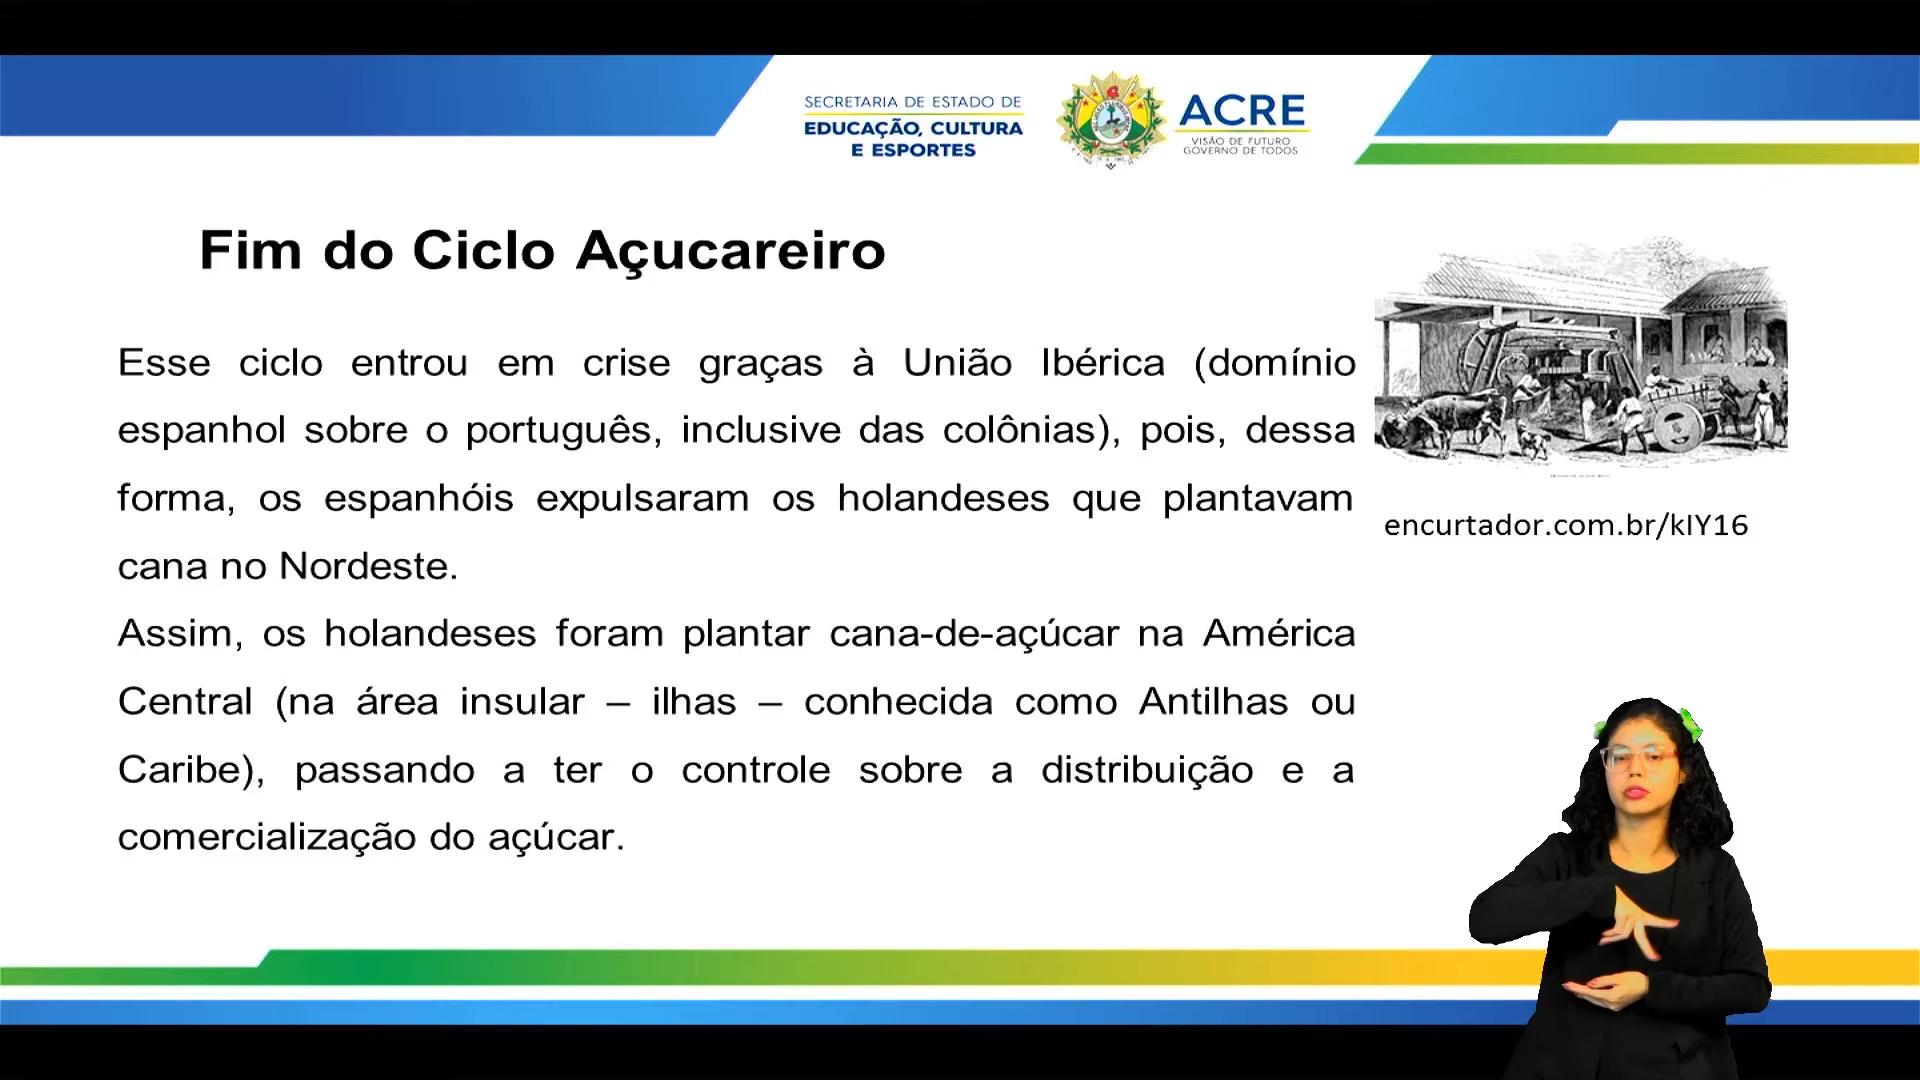 SECRETARIA DE ESTADO DE
EDUCAÇÃO, CULTURA
E ESPORTES
ACRE
VISÃO DE FUTURO
GOVERNO DE TODOS
Fim do Ciclo Açucareiro
Esse ciclo entrou em crise graças à União Ibérica (domínio
espanhol sobre o português, inclusive das colônias), pois, dessa
forma, os espanhóis expulsaram os holandeses que plantavam
cana no Nordeste.
Assim, os holandeses foram plantar cana-de-açúcar na América
Central (na área insular – ilhas – conhecida como Antilhas ou
Caribe), passando a ter o controle sobre a distribuição e a
comercialização do açúcar.
encurtador.com.br/kIY16